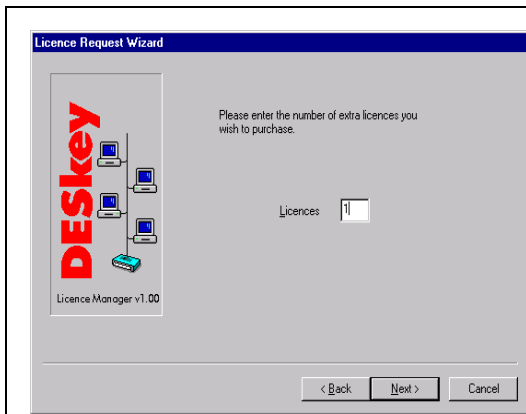 Licence Request Wizard
DESkey
Licence Manager v1.00
Please enter the number of extra licences you
wish to purchase.
Licences 1
< Back Next > Cancel